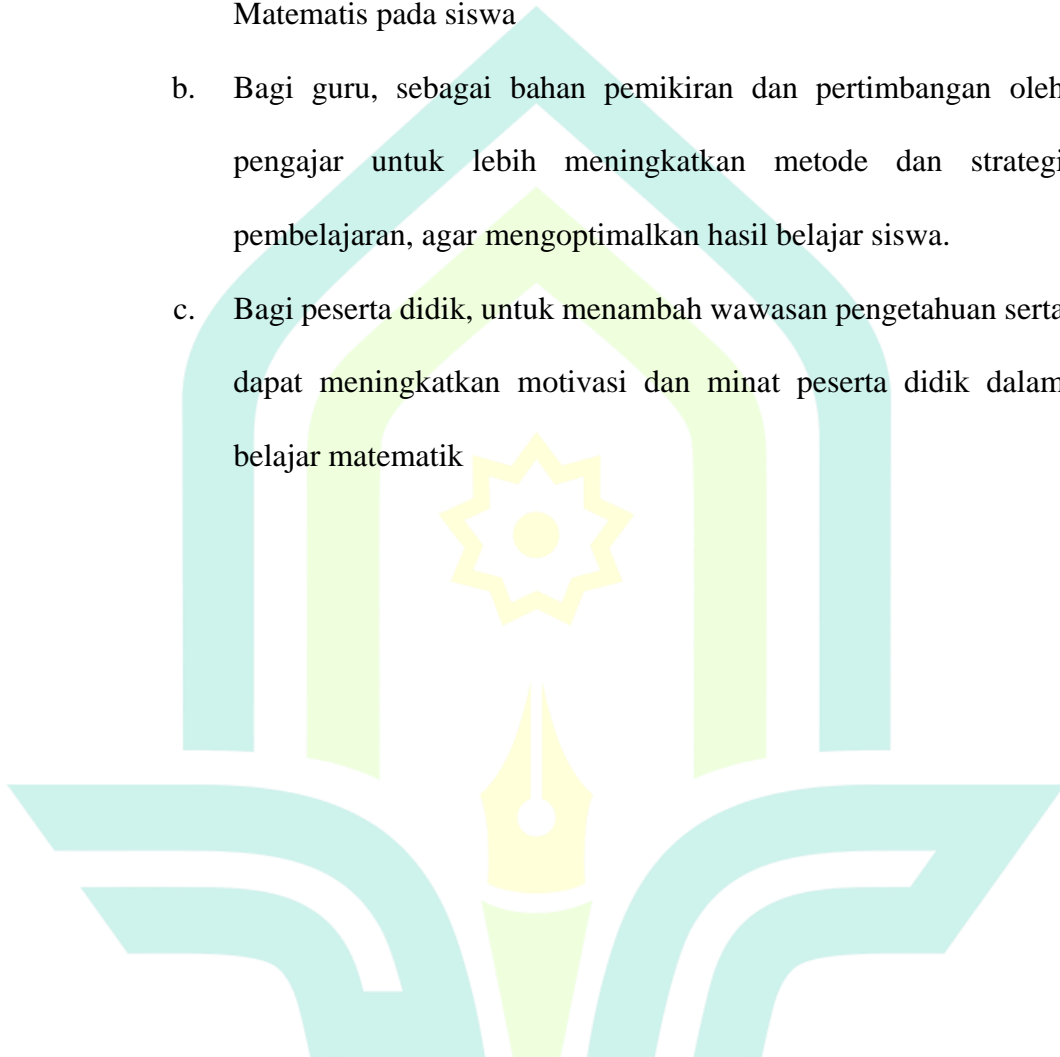 Matematis pada siswa
b. Bagi guru, sebagai bahan pemikiran dan pertimbangan oleh
pengajar untuk lebih meningkatkan metode dan strategi
pembelajaran, agar mengoptimalkan hasil belajar siswa.
c. Bagi peserta didik, untuk menambah wawasan pengetahuan serta
dapat meningkatkan motivasi dan minat peserta didik dalam
belajar matematik